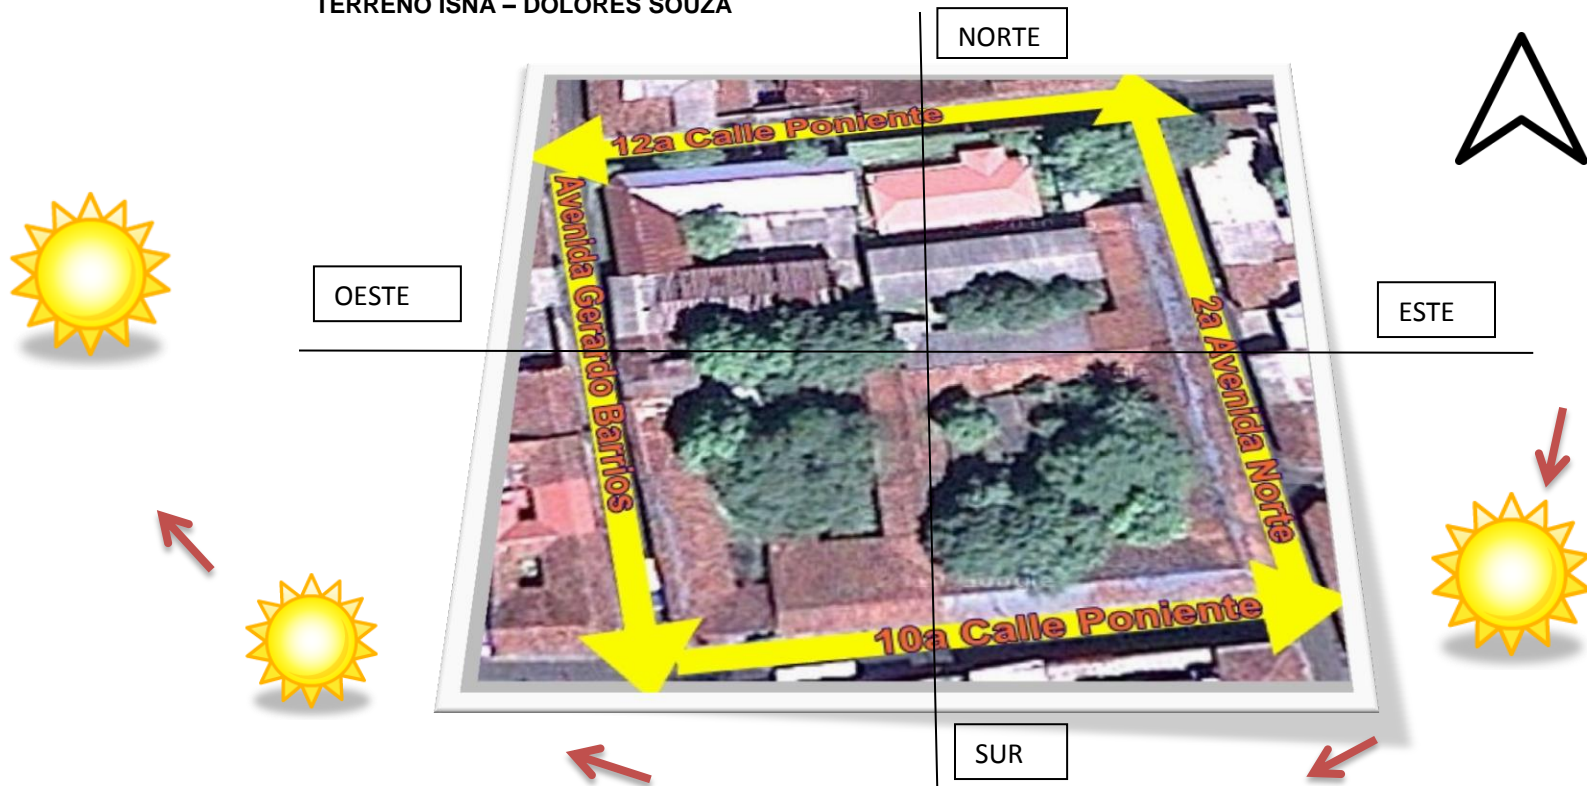 TERRENO ISNA – DOLORES SOUZA
NORTE
12a Calle Poniente
Avenida Gerardo Barrios
OESTE
ESTE
2a Avenida Norte
10a Calle Poniente
SUR